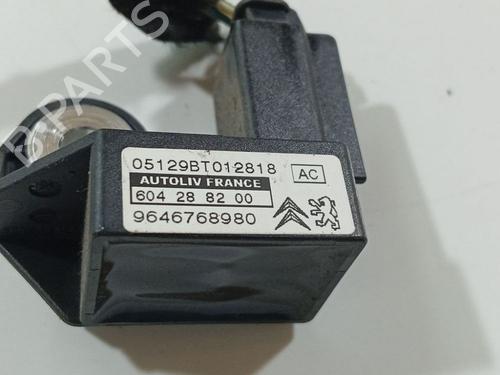 B-PARTS
05129BT012818
AC
AUTOLIV FRANCE
604 28 82 00
9646768980